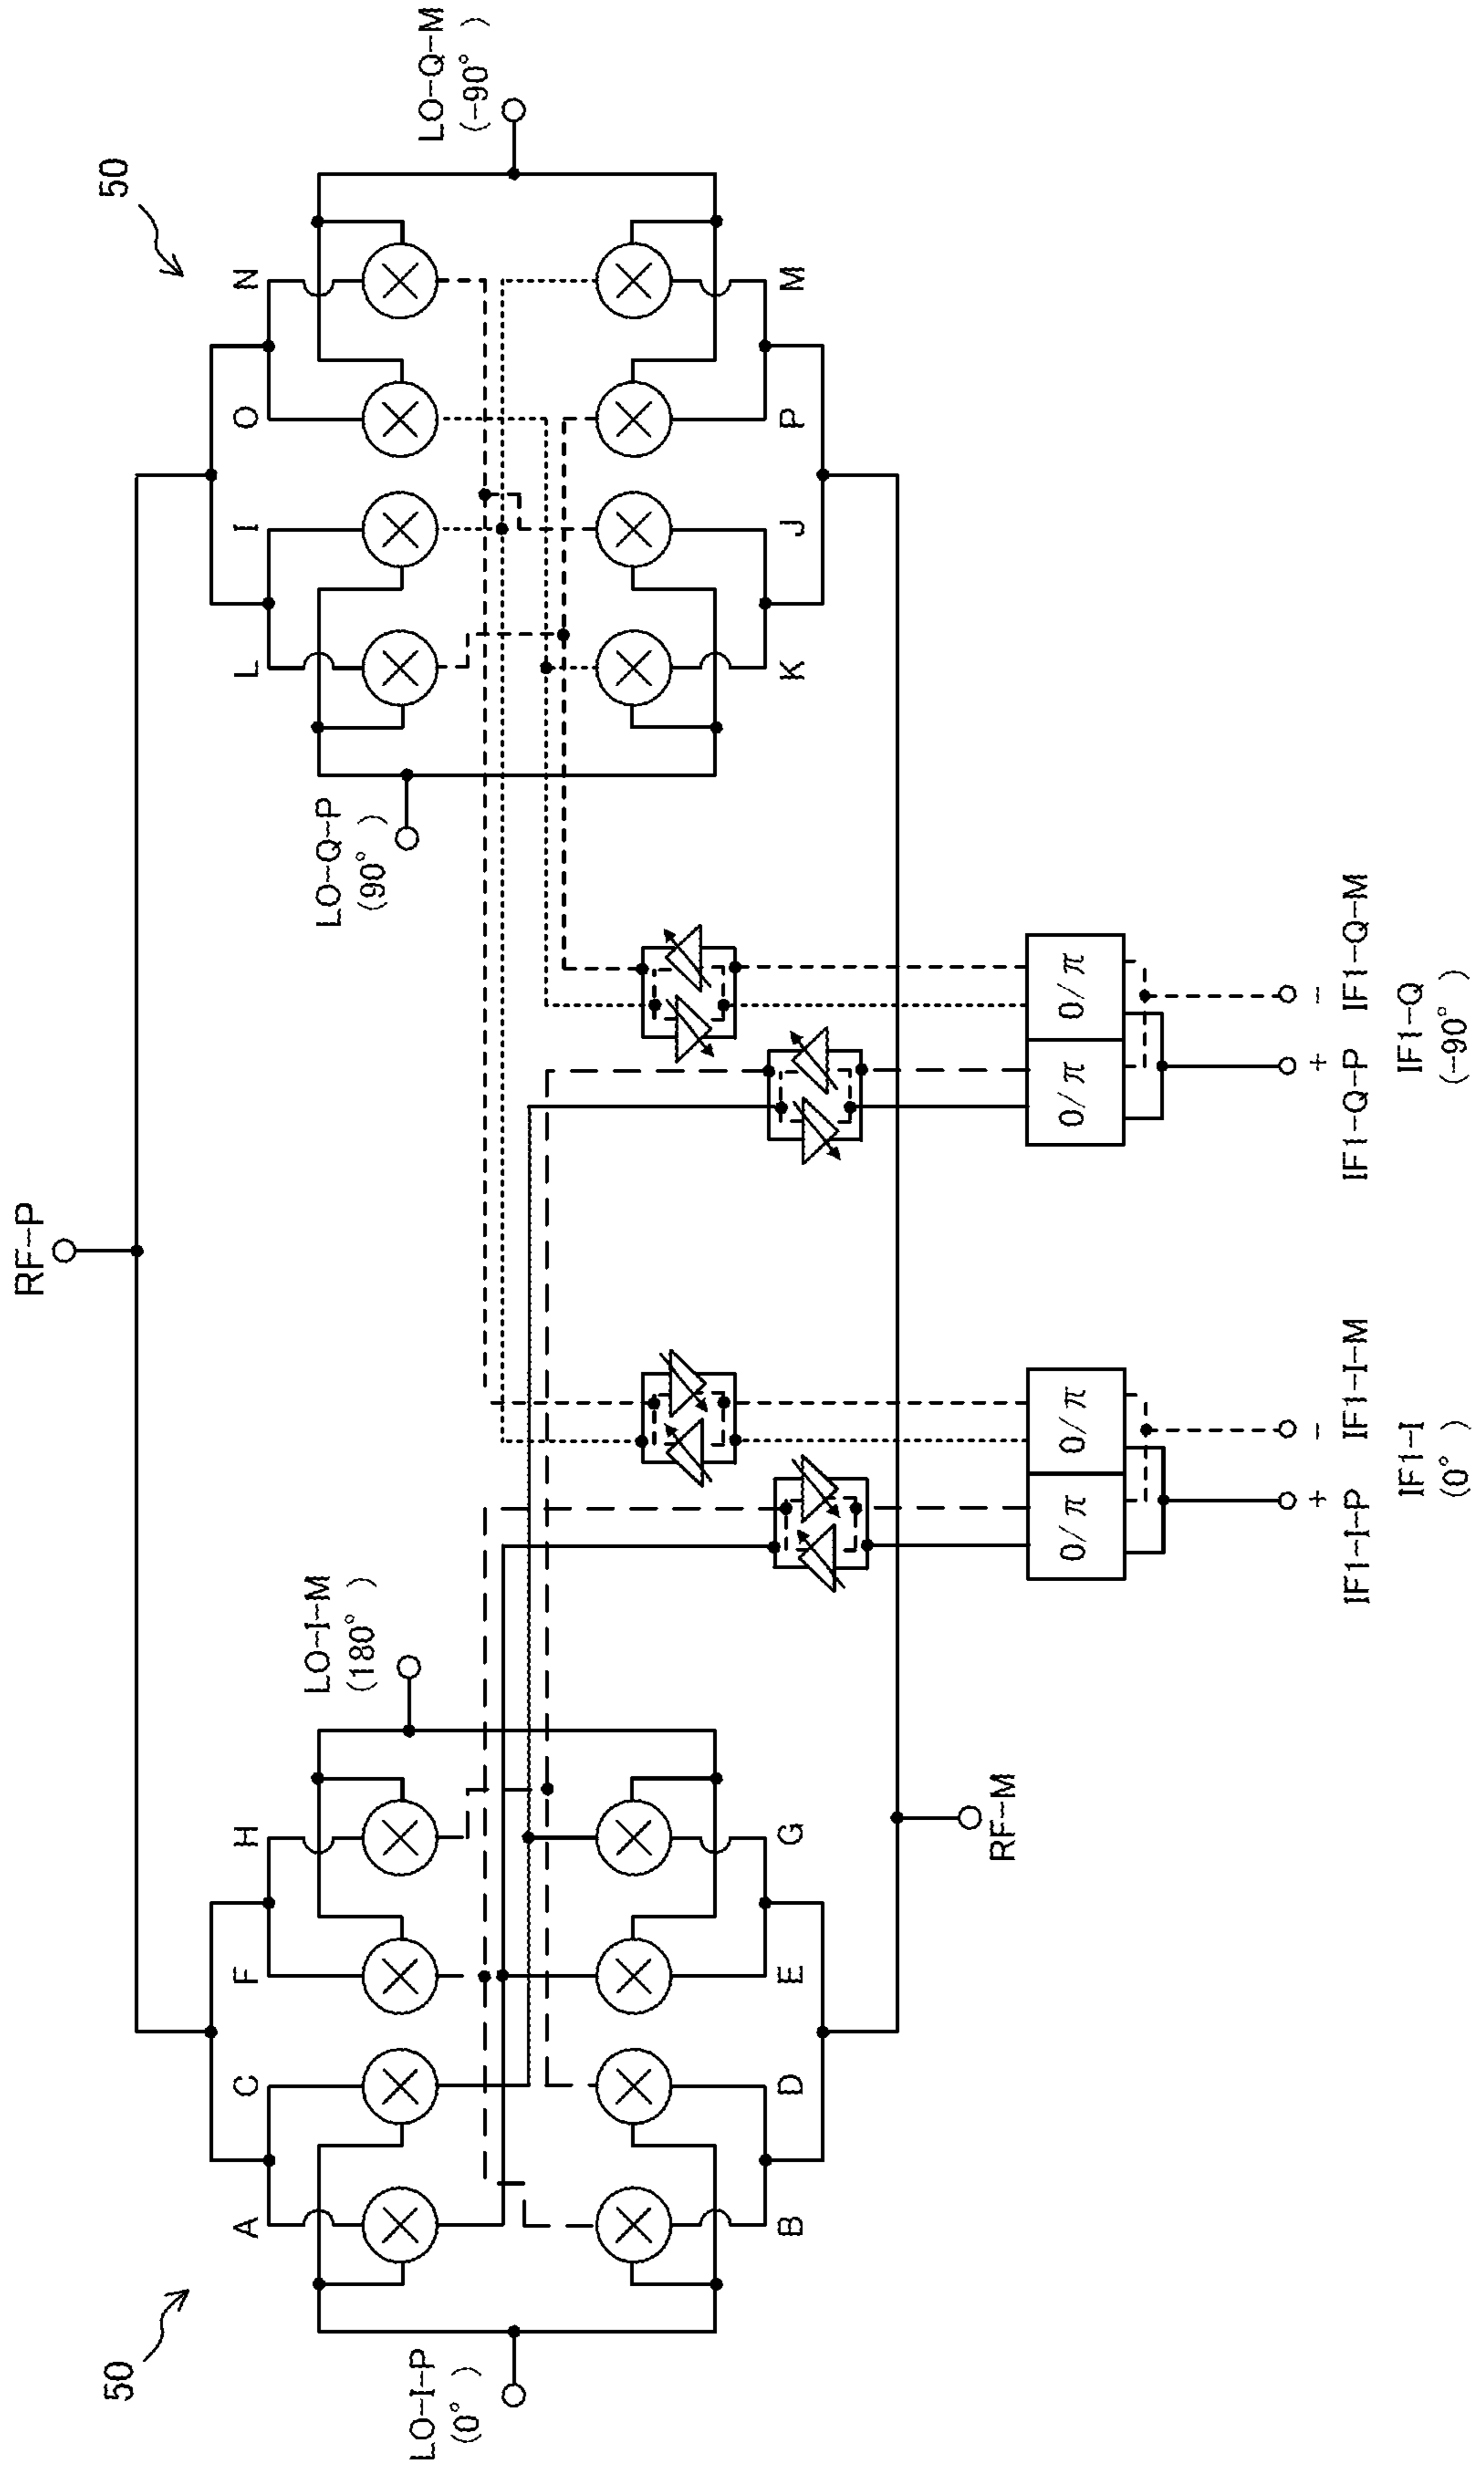 RF-P
50
50
LO-I-P
(0°)
LO-I-M
(180°)
LO-Q-P
(90°)
LO-Q-M
(-90°)
A
C
F
H
L
I
O
N
B
D
E
G
K
J
P
M
RF-M
0/π
0/π
0/π
0/π
+
−
+
−
IF1-I-P
IF1-I-M
IF1-Q-P
IF1-Q-M
IF1-I
(0°)
IF1-Q
(-90°)